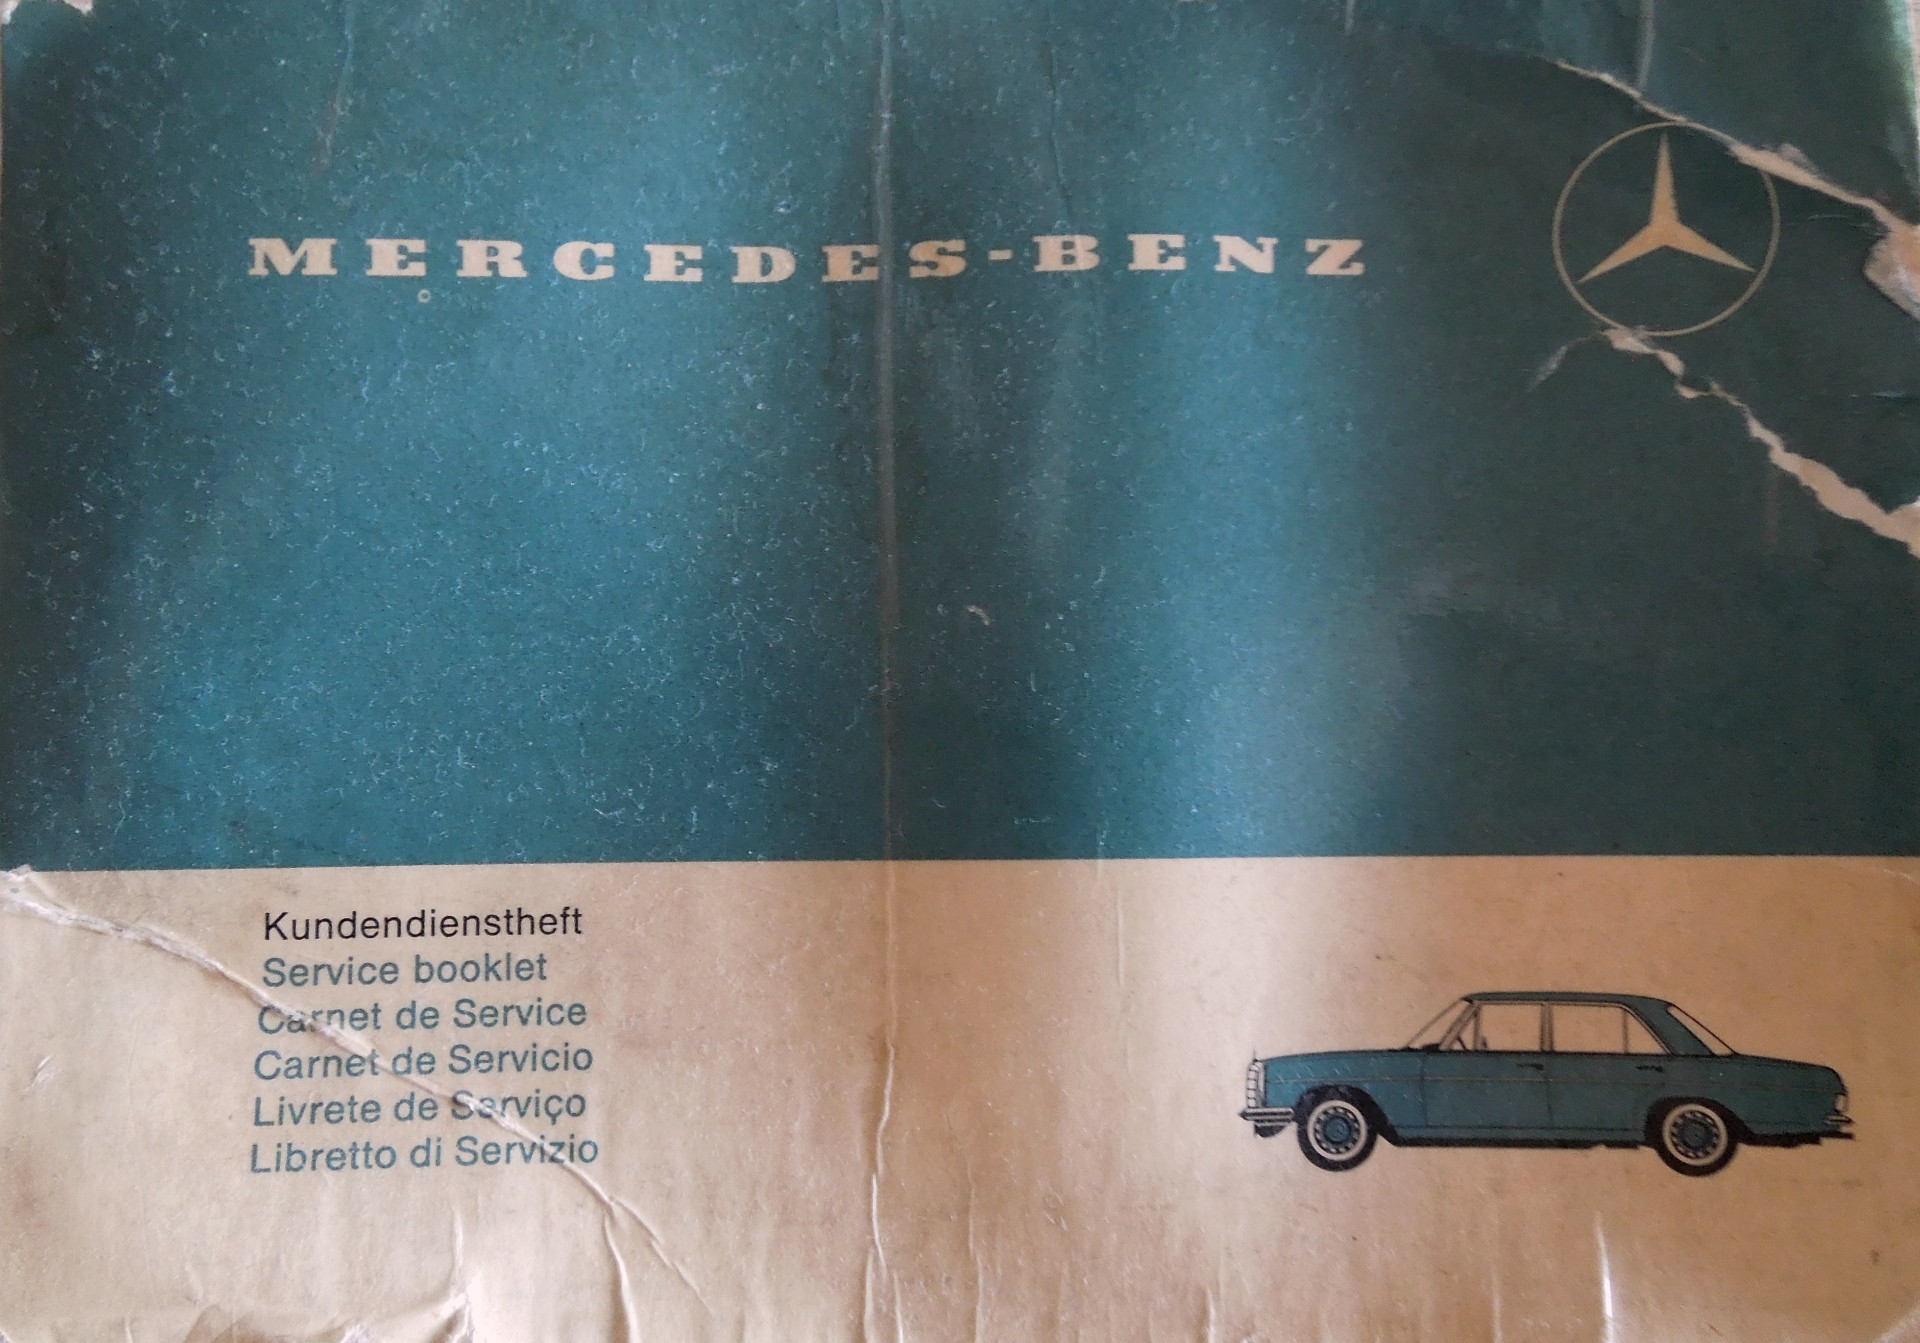 MERCEDES-BENZ
Kundendienstheft
Service booklet
Carnet de Service
Carnet de Servicio
Livrete de Serviço
Libretto di Servizio